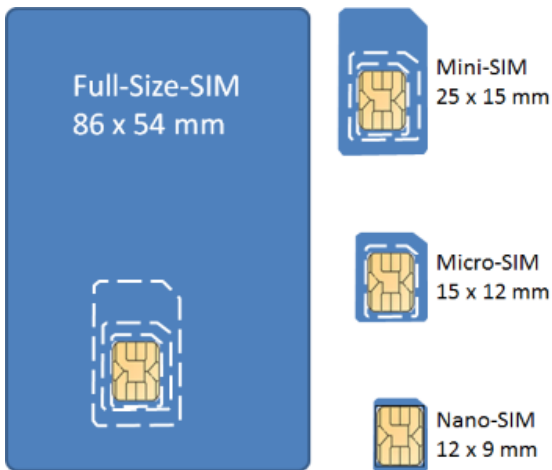 Full-Size-SIM
86 x 54 mm
Mini-SIM
25 x 15 mm
Micro-SIM
15 x 12 mm
Nano-SIM
12 x 9 mm